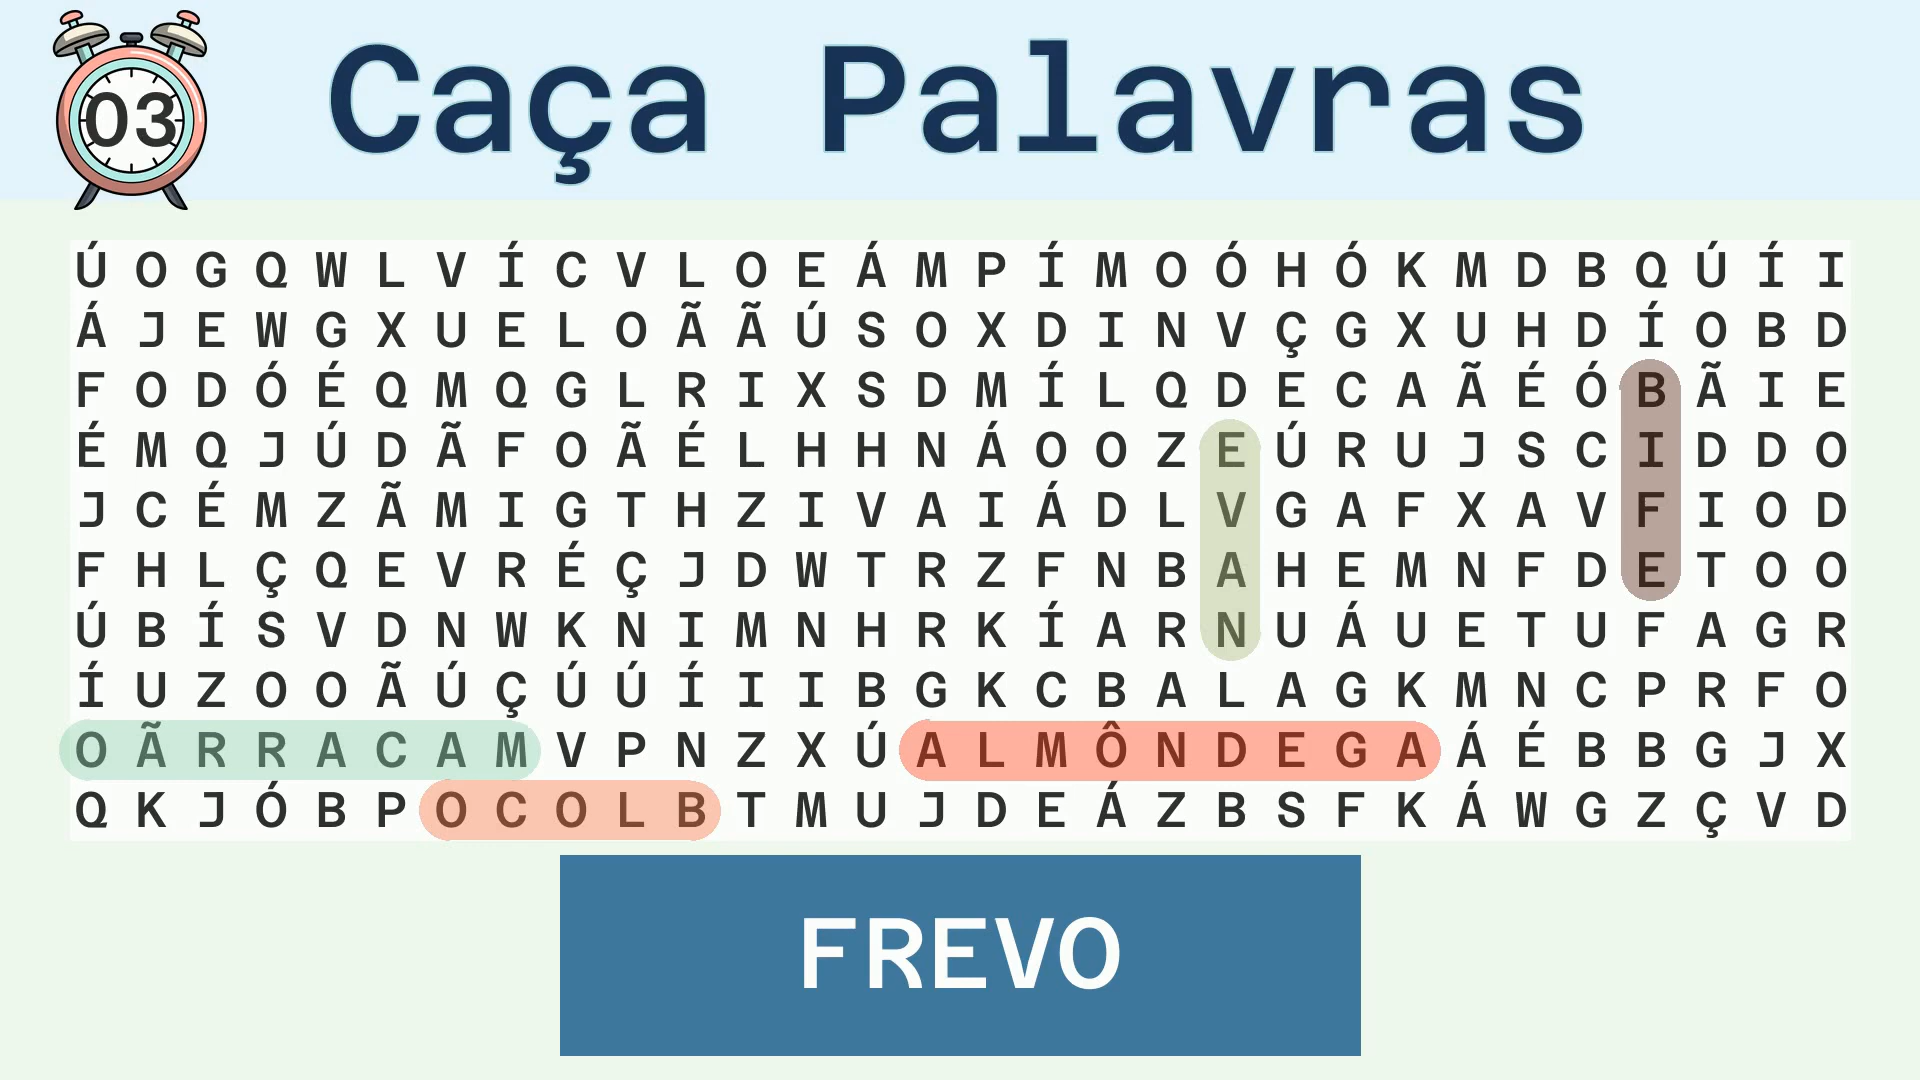 03
Caça Palavras
Ú O G Q W L V Í C V L O E Á M P Í M O Ó H Ó K M D B Q Ú Í I
Á J E W G X U E L O Ã Ã Ú S O X D I N V Ç G X U H D Í O B D
F O D Ó É Q M Q G L R I X S D M Í L Q D E C A Ã É Ó B Ã I E
É M Q J Ú D Ã F O Ã É L H H N Á O O Z E Ú R U J S C I D D O
J C É M Z Ã M I G T H Z I V A I Á D L V G A F X A V F I O D
F H L Ç Q E V R É Ç J D W T R Z F N B A H E M N F D E T O O
Ú B Í S V D N W K N I M N H R K Í A R N U Á U E T U F A G R
Í U Z O O Ã Ú Ç Ú Ú Í I I B G K C B A L A G K M N C P R F O
O Ã R R A C A M V P N Z X Ú A L M Ô N D E G A Á É B B G J X
Q K J Ó B P O C O L B T M U J D E Á Z B S F K Á W G Z Ç V D
FREVO